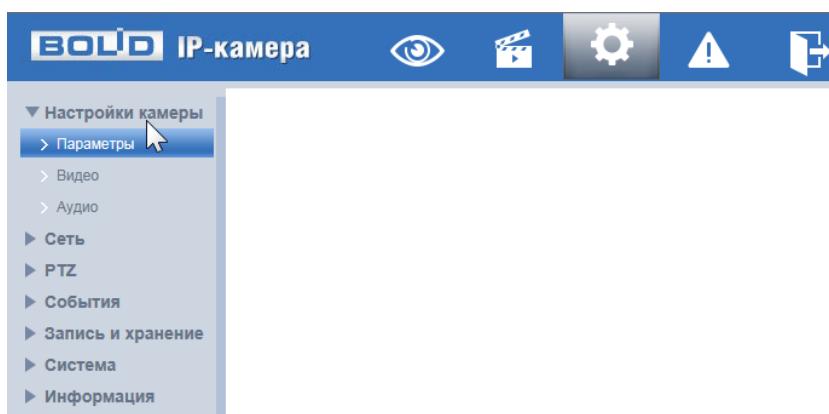 BOLID IP-камера
Настройки камеры
Параметры
Видео
Аудио
Сеть
PTZ
События
Запись и хранение
Система
Информация